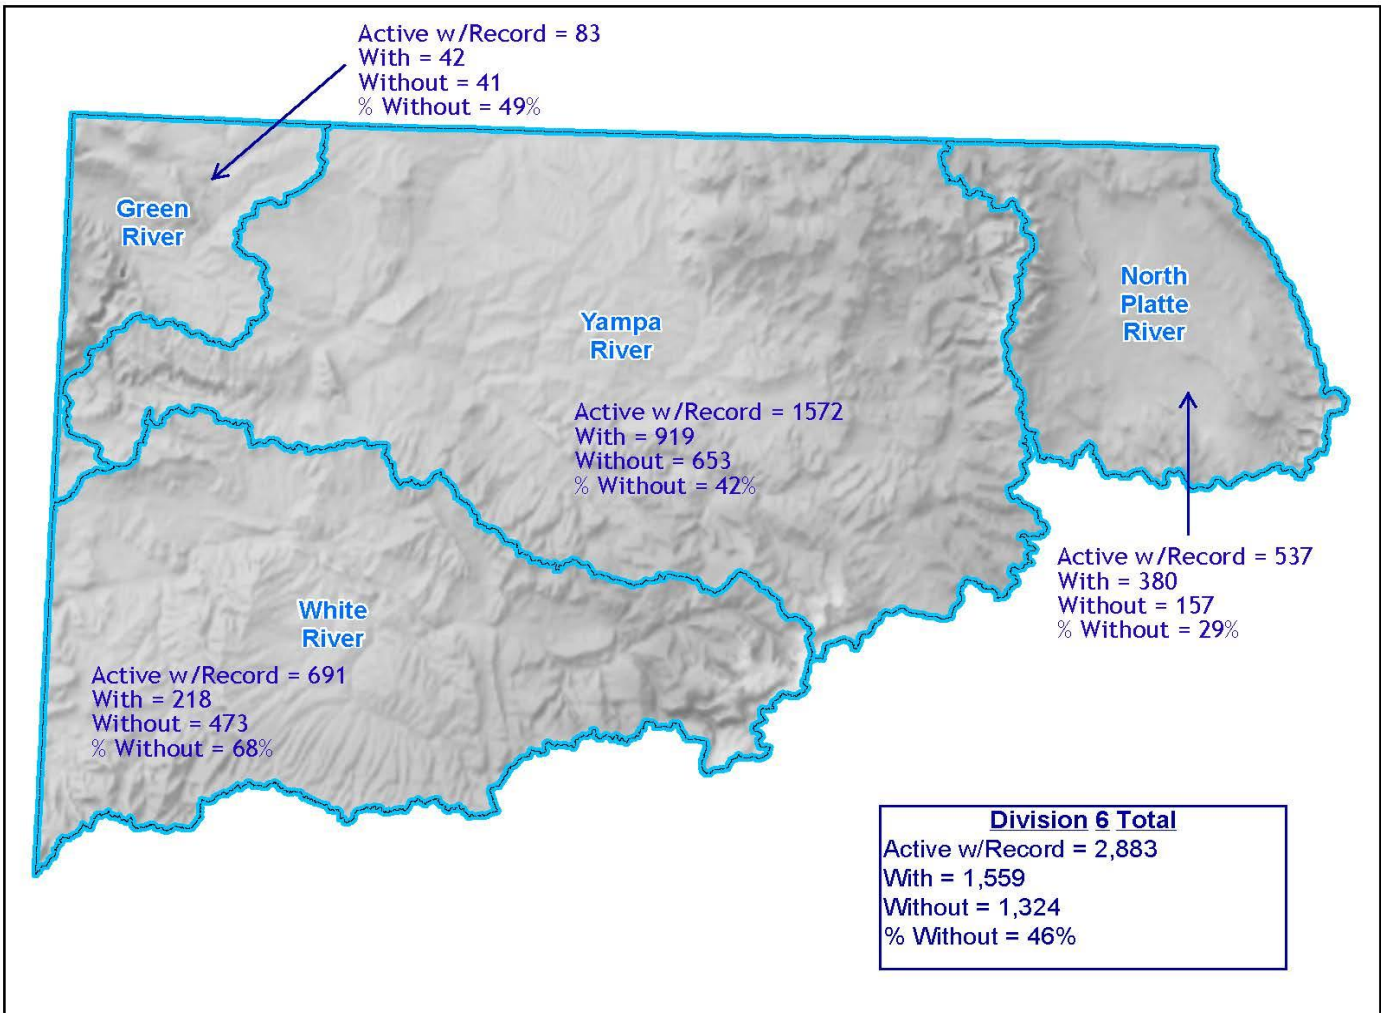 Active w/Record = 83
With = 42
Without = 41
% Without = 49%
Green
River
Yampa
River
Active w/Record = 1572
With = 919
Without = 653
% Without = 42%
North
Platte
River
Active w/Record = 537
With = 380
Without = 157
% Without = 29%
White
River
Active w/Record = 691
With = 218
Without = 473
% Without = 68%
Division 6 Total
Active w/Record = 2,883
With = 1,559
Without = 1,324
% Without = 46%